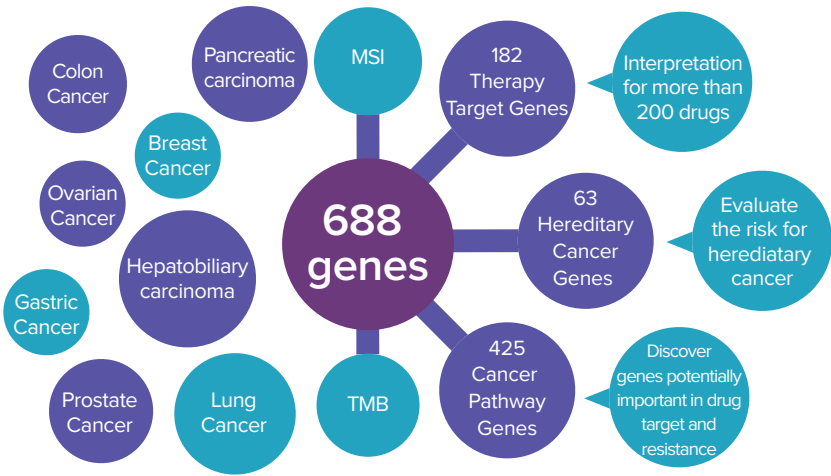 Colon
Cancer
Pancreatic
carcinoma
MSI
182
Therapy
Target Genes
Interpretation
for more than
200 drugs
Breast
Cancer
Ovarian
Cancer
688
genes
63
Hereditary
Cancer
Genes
Evaluate
the risk for
herediatary
cancer
Hepatobiliary
carcinoma
Gastric
Cancer
425
Cancer
Pathway
Genes
Discover
genes potentially
important in drug
target and
resistance
Prostate
Cancer
Lung
Cancer
TMB